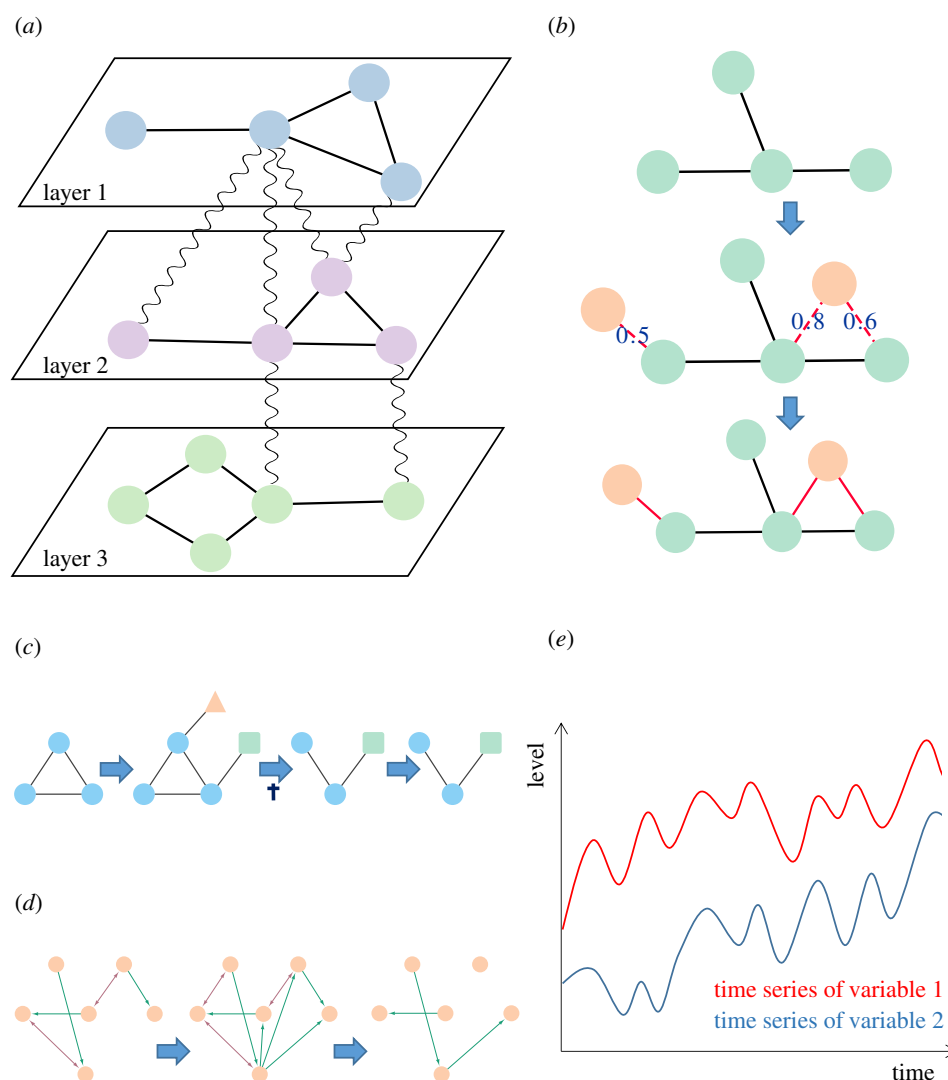 (a)
layer 1
layer 2
layer 3
(b)
0.5
0.8
0.6
(c)
†
(d)
(e)
level
time series of variable 1
time series of variable 2
time